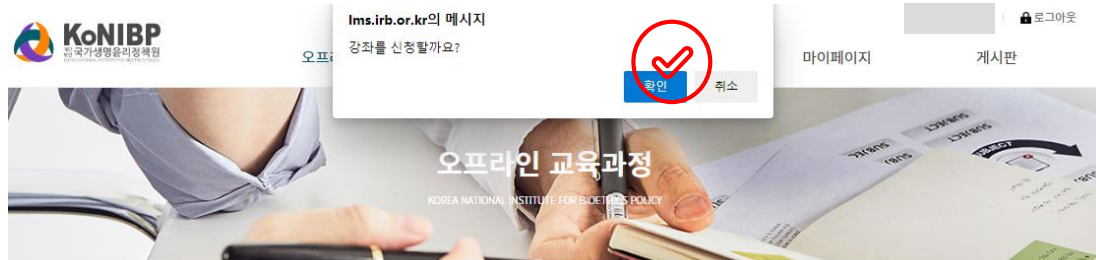 KoNIBP
국가생명윤리정책원
KOREA NATIONAL INSTITUTE FOR BIOETHICS POLICY
lms.irb.or.kr의 메시지
강좌를 신청할까요?
확인
취소
로그아웃
마이페이지
게시판
오프라인 교육과정
KOREA NATIONAL INSTITUTE FOR BIOETHICS POLICY
SUBJECT
SUBJECT